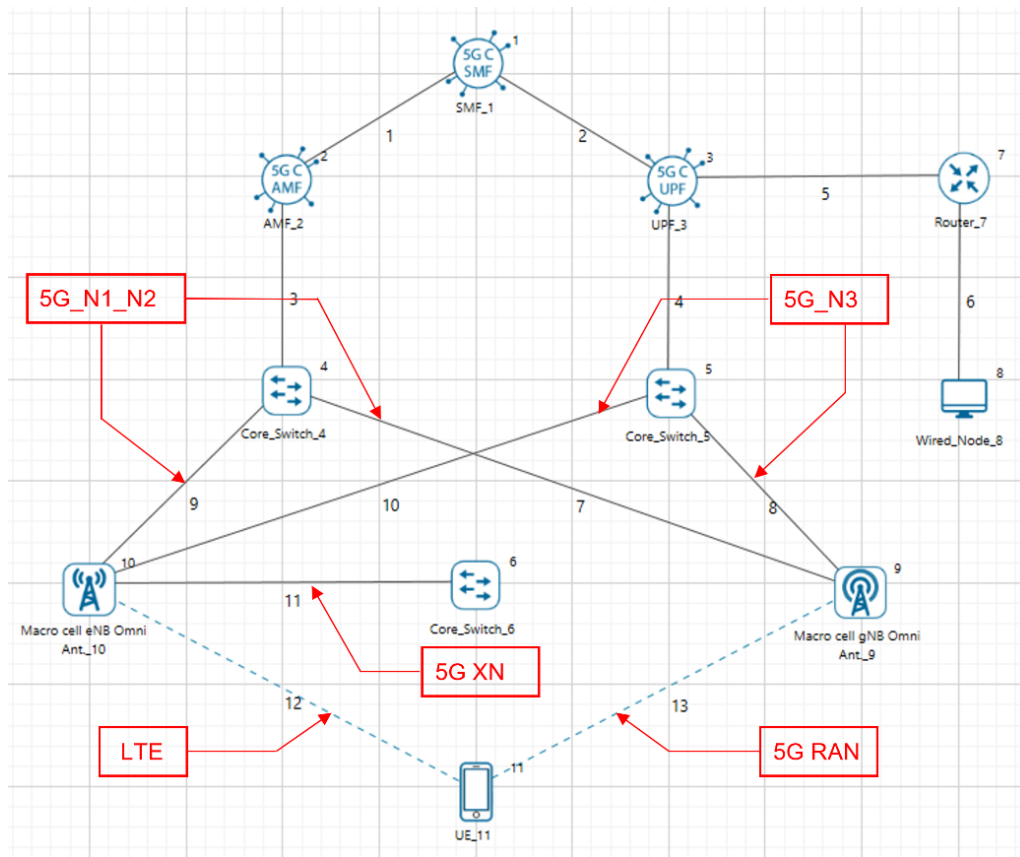 5G C
SMF
1
SMF_1
1
2
5G C
AMF
2
AMF_2
5G C
UPF
3
UPF_3
5
7
Router_7
5G_N1_N2
3
4
5G_N3
6
4
Core_Switch_4
5
Core_Switch_5
8
Wired_Node_8
9
10
7
8
10
Macro cell eNB Omni
Ant._10
11
6
Core_Switch_6
9
Macro cell gNB Omni
Ant._9
5G XN
12
13
LTE
5G RAN
11
UE_11